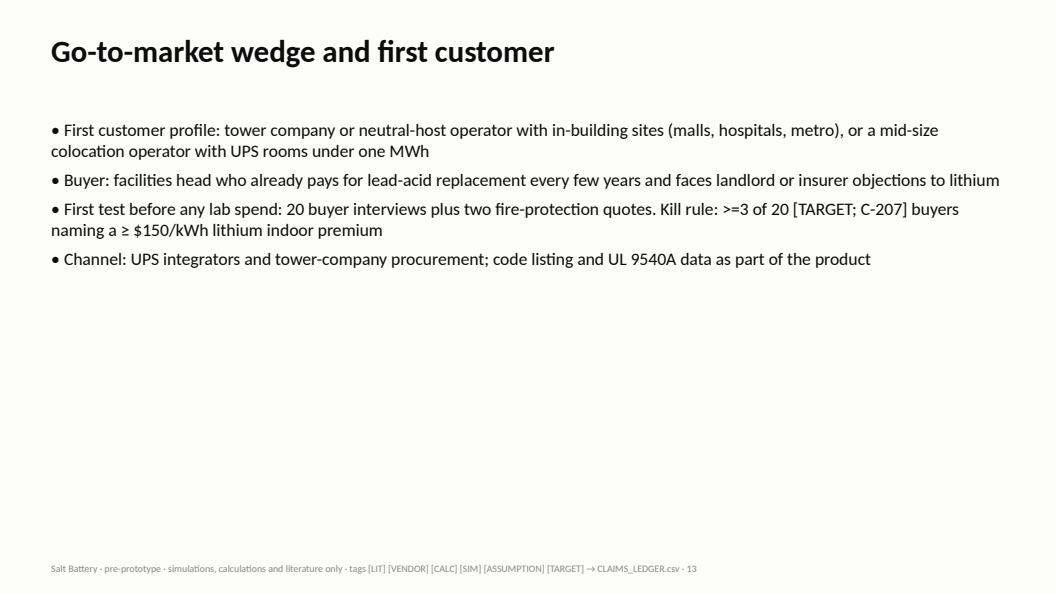 Go-to-market wedge and first customer
• First customer profile: tower company or neutral-host operator with in-building sites (malls, hospitals, metro), or a mid-size
colocation operator with UPS rooms under one MWh
• Buyer: facilities head who already pays for lead-acid replacement every few years and faces landlord or insurer objections to lithium
• First test before any lab spend: 20 buyer interviews plus two fire-protection quotes. Kill rule: >=3 of 20 [TARGET; C-207] buyers
naming a ≥ $150/kWh lithium indoor premium
• Channel: UPS integrators and tower-company procurement; code listing and UL 9540A data as part of the product
Salt Battery · pre-prototype · simulations, calculations and literature only · tags [LIT] [VENDOR] [CALC] [SIM] [ASSUMPTION] [TARGET] → CLAIMS_LEDGER.csv · 13